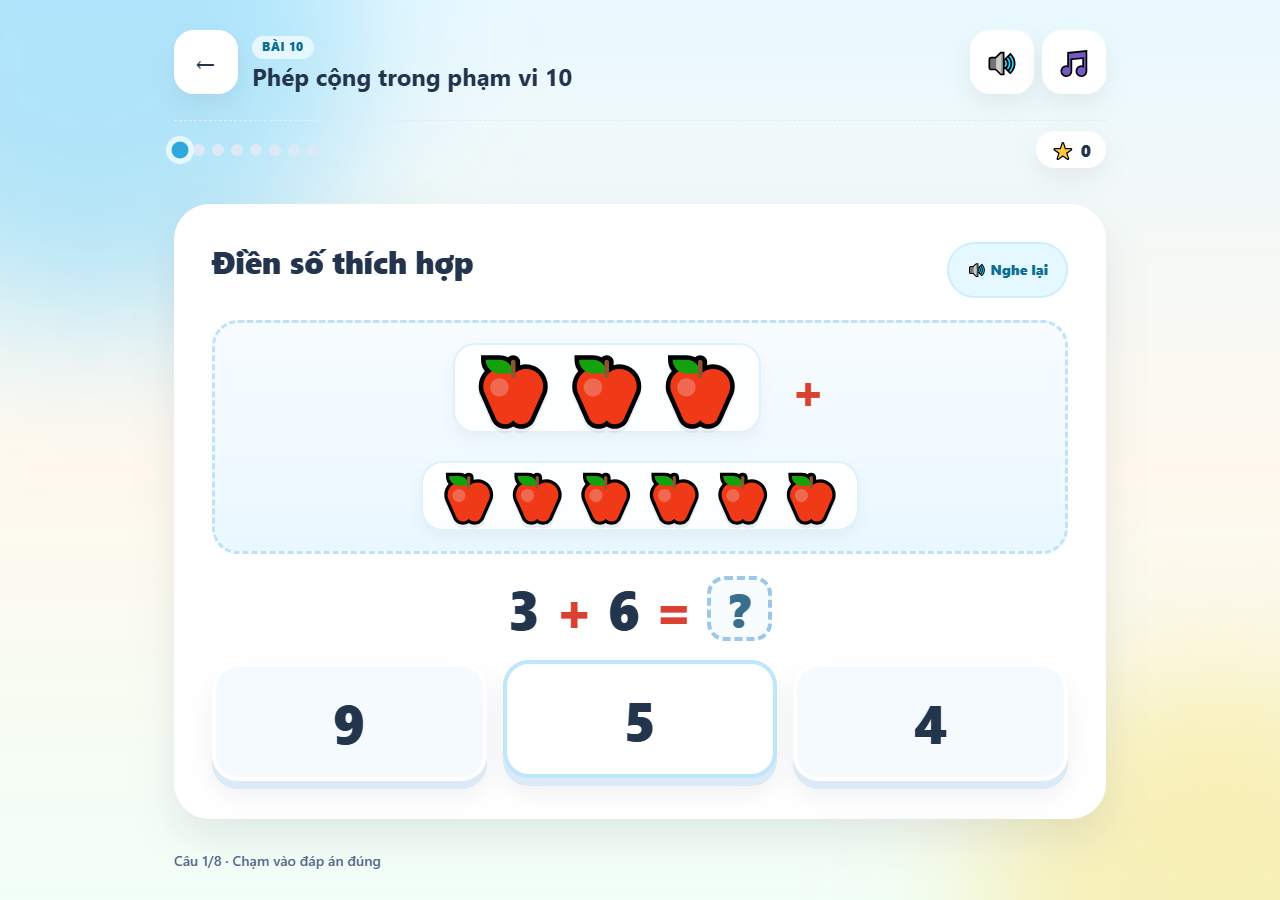 ←
BÀI 10
Phép cộng trong phạm vi 10
0
Điền số thích hợp
Nghe lại
+
3 + 6 = ?
9
5
4
Câu 1/8 · Chạm vào đáp án đúng